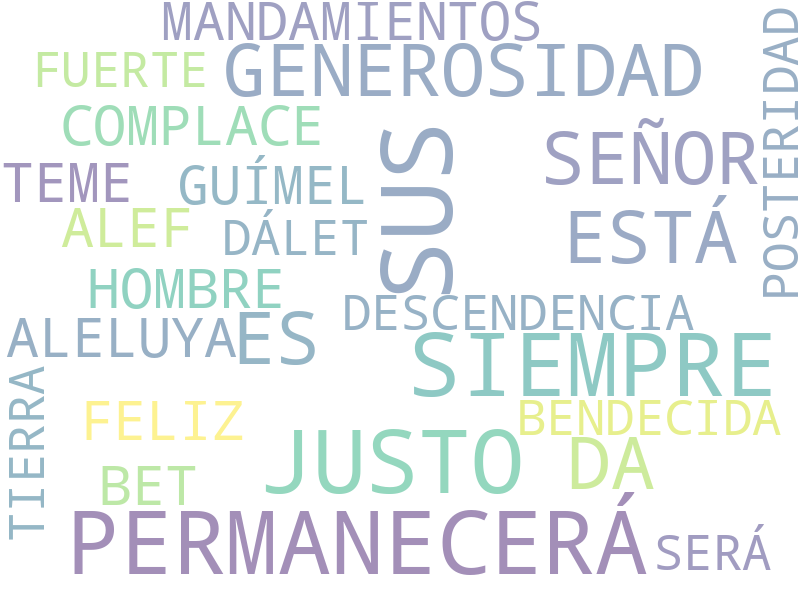 MANDAMIENTOS
FUERTE
GENEROSIDAD
POSTERIDAD
COMPLACE
SUS
SEÑOR
TEME
GUÍMEL
ALEF
DÁLET
ESTÁ
HOMBRE
DESCENDENCIA
ALELUYA
ES
SIEMPRE
TIERRA
FELIZ
BENDECIDA
JUSTO
DA
BET
PERMANECERÁ
SERÁ